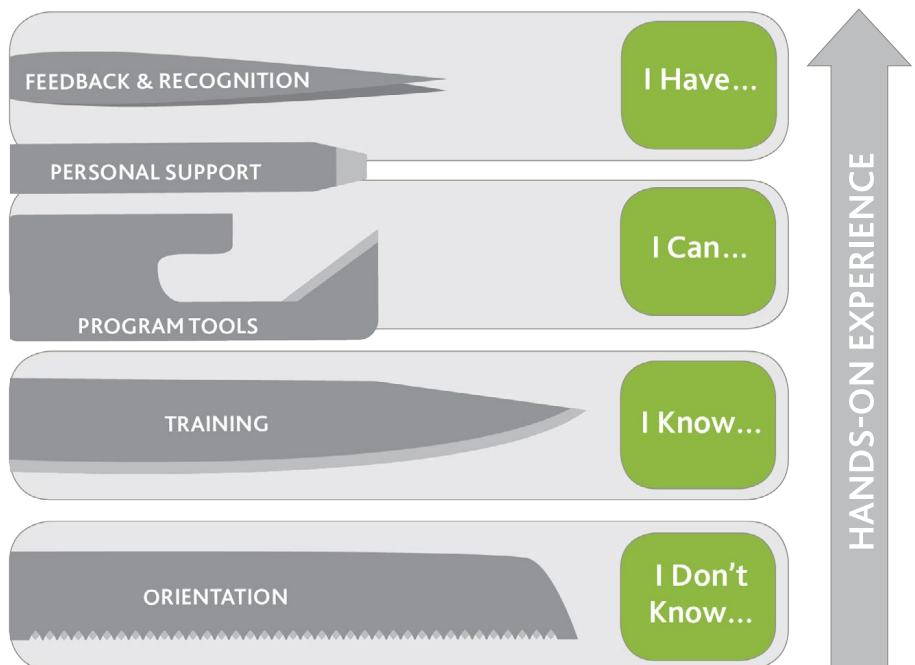 FEEDBACK & RECOGNITION
I Have...
PERSONAL SUPPORT
I Can...
PROGRAM TOOLS
TRAINING
I Know...
ORIENTATION
I Don't
Know...
HANDS-ON EXPERIENCE